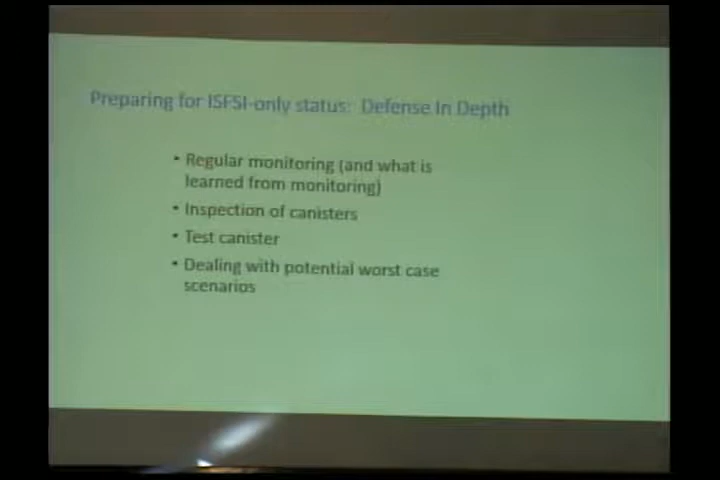 Preparing for ISFSI-only status: Defense In Depth
• Regular monitoring (and what is
learned from monitoring)
• Inspection of canisters
• Test canister
• Dealing with potential worst case
scenarios